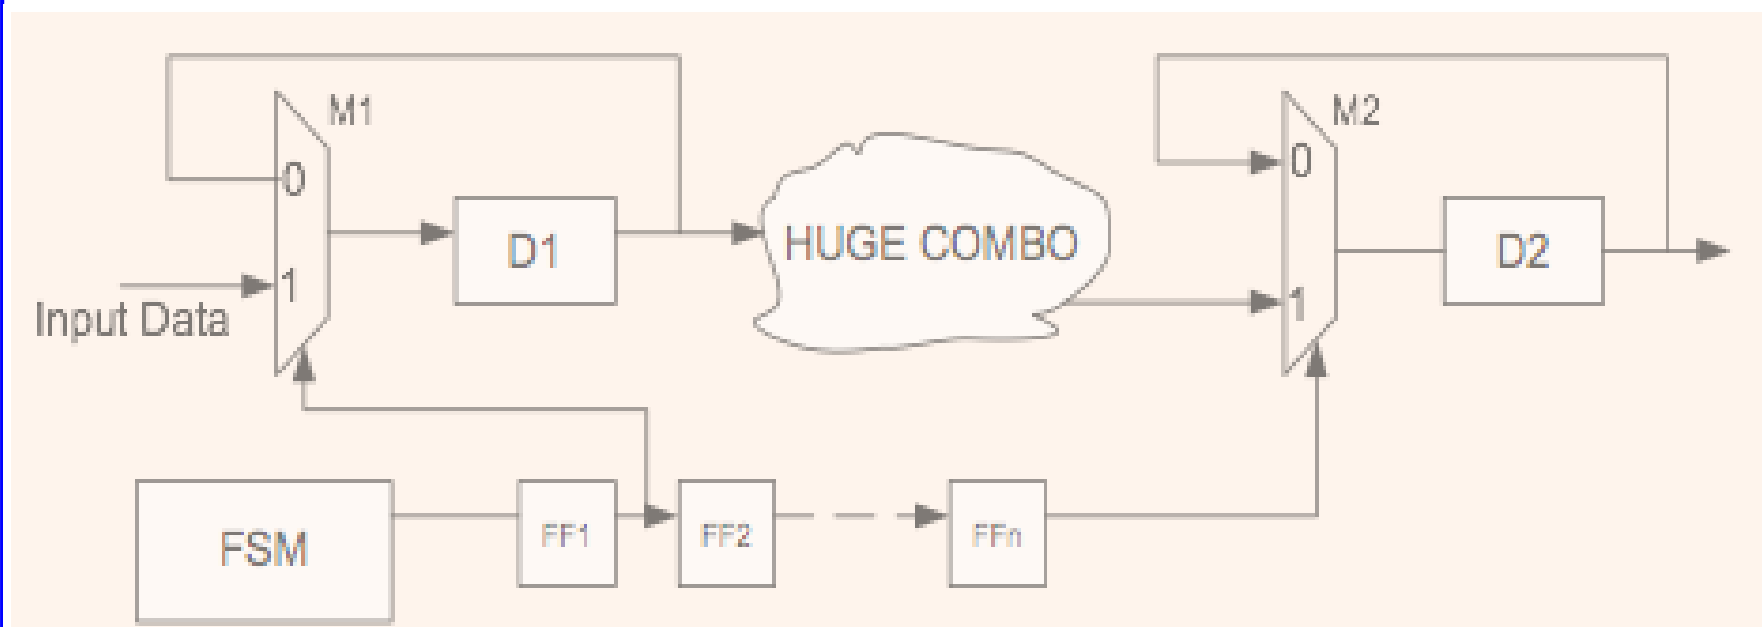 M1
0
1
Input Data
D1
HUGE COMBO
M2
0
1
D2
FSM
FF1
FF2
FFn